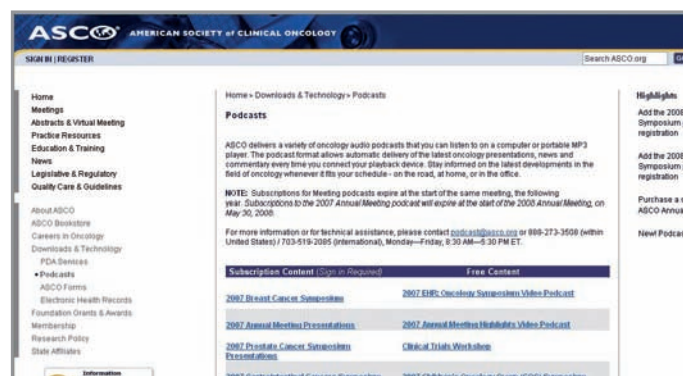 ASCO AMERICAN SOCIETY of CLINICAL ONCOLOGY
SIGN IN | REGISTER
Search ASCO.org
Home
Meetings
Abstracts & Virtual Meeting
Practice Resources
Education & Training
News
Legislative & Regulatory
Quality Care & Guidelines
About ASCO
ASCO Bookstore
Careers in Oncology
Downloads & Technology
PDA Services
• Podcasts
ASCO Forms
Electronic Health Records
Foundation Grants & Awards
Membership
Research Policy
State Affiliates
Information
Home » Downloads & Technology » Podcasts
Podcasts
ASCO delivers a variety of oncology audio podcasts that you can listen to on a computer or portable MP3
player. The podcast format allows automatic delivery of the latest oncology presentations, news and
commentary every time you connect your playback device. Stay informed on the latest developments in the
field of oncology whenever it fits your schedule - on the road, at home, or in the office.
NOTE: Subscriptions for Meeting podcasts expire at the start of the same meeting, the following
year. Subscriptions to the 2007 Annual Meeting podcast will expire at the start of the 2008 Annual Meeting, on
May 30, 2008.
For more information or for technical assistance, please contact podcast@asco.org or 888-273-3508 (within
United States) / 703-519-2085 (international), Monday—Friday, 8:30 AM—5:30 PM ET.
Subscription Content (Sign in Required) Free Content
2007 Breast Cancer Symposium 2007 EHR: Oncology Symposium Video Podcast
2007 Annual Meeting Presentations 2007 Annual Meeting Highlights Video Podcast
2007 Prostate Cancer Symposium Clinical Trials Workshop
Presentations
Highlights
Add the 2008
Symposium
registration
Add the 2008
Symposium
registration
Purchase a
ASCO Annua
New! Podcas